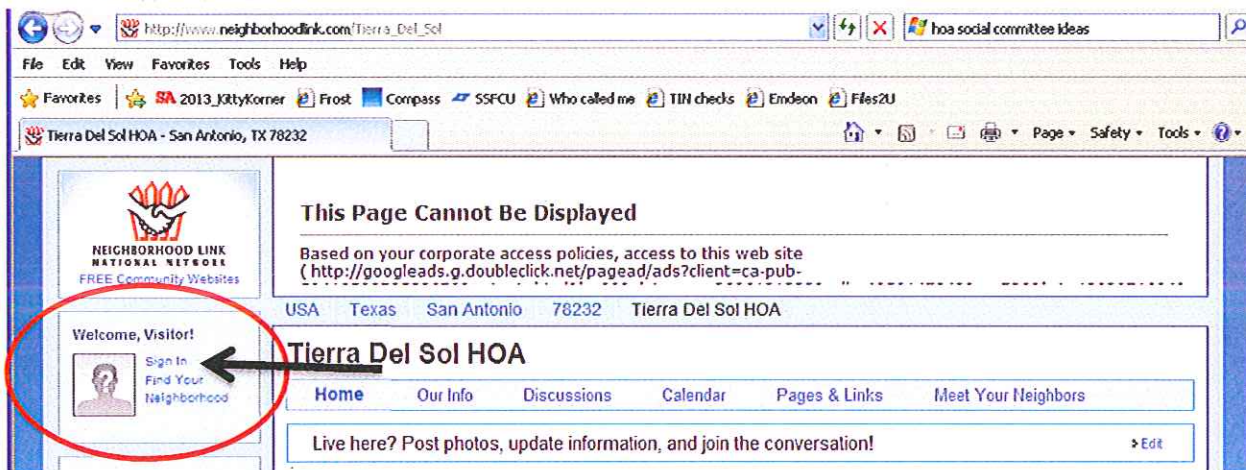 http://www.neighborhoodlink.com/Tierra_Del_Sol hoa social committee ideas
File Edit View Favorites Tools Help
Favorites SA 2013_KittyKorner Frost Compass SSFCU Who called me TIN checks Emdeon Files2U
Tierra Del Sol HOA - San Antonio, TX 78232 Page Safety Tools
NEIGHBORHOOD LINK
NATIONAL NETWORK
FREE Community Websites
This Page Cannot Be Displayed
Based on your corporate access policies, access to this web site
( http://googleads.g.doubleclick.net/pagead/ads?client=ca-pub-
USA Texas San Antonio 78232 Tierra Del Sol HOA
Welcome, Visitor!
Sign In
Find Your
Neighborhood
Tierra Del Sol HOA
Home Our Info Discussions Calendar Pages & Links Meet Your Neighbors
Live here? Post photos, update information, and join the conversation! Edit